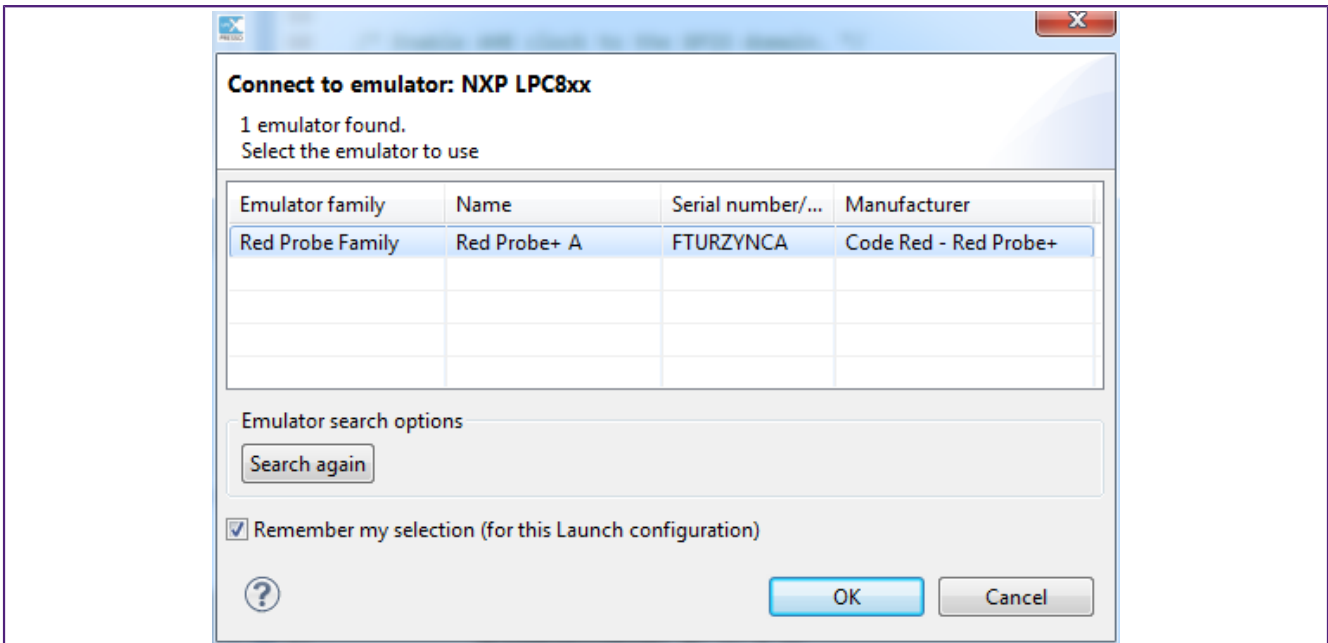 Connect to emulator: NXP LPC8xx
1 emulator found.
Select the emulator to use
Emulator family Name Serial number/... Manufacturer
Red Probe Family Red Probe+ A FTURZYNCA Code Red - Red Probe+
Emulator search options
Search again
Remember my selection (for this Launch configuration)
OK Cancel